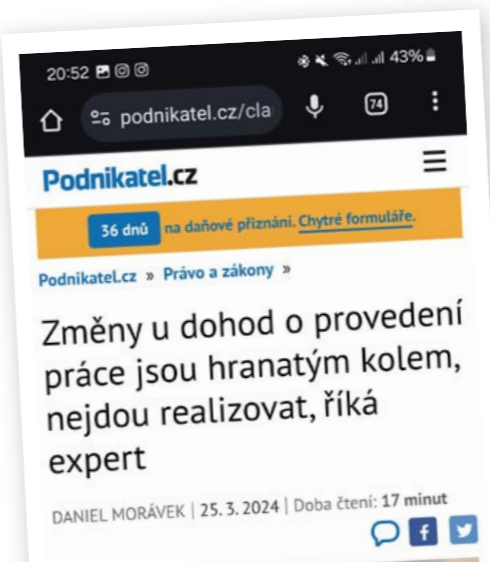 20:52
43%
podnikatel.cz/cla
74
Podnikatel.cz
36 dnů na daňové přiznání. Chytré formuláře.
Podnikatel.cz » Právo a zákony »
Změny u dohod o provedení
práce jsou hranatým kolem,
nejdou realizovat, říká
expert
DANIEL MORÁVEK | 25. 3. 2024 | Doba čtení: 17 minut